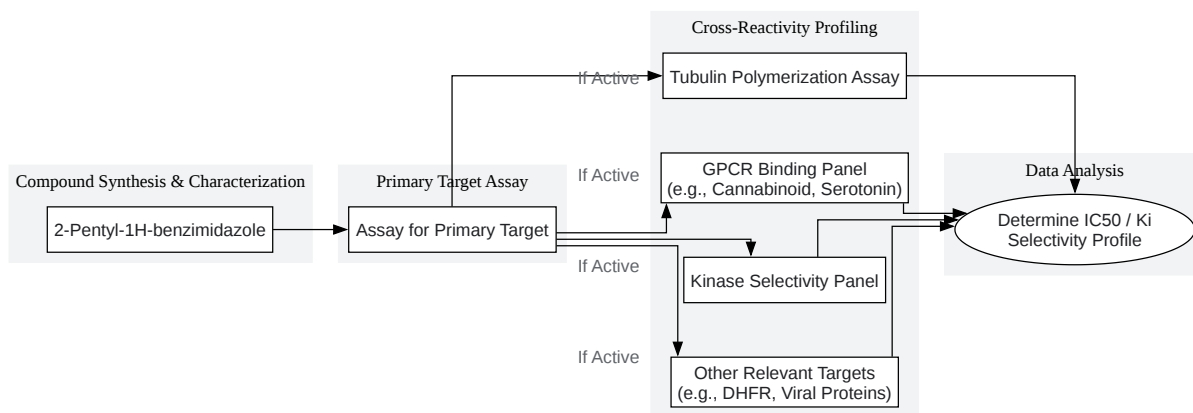 Compound Synthesis & Characterization
2-Pentyl-1H-benzimidazole
Primary Target Assay
Assay for Primary Target
If Active
If Active
If Active
If Active
Cross-Reactivity Profiling
Tubulin Polymerization Assay
GPCR Binding Panel
(e.g., Cannabinoid, Serotonin)
Kinase Selectivity Panel
Other Relevant Targets
(e.g., DHFR, Viral Proteins)
Data Analysis
Determine IC50 / Ki
Selectivity Profile